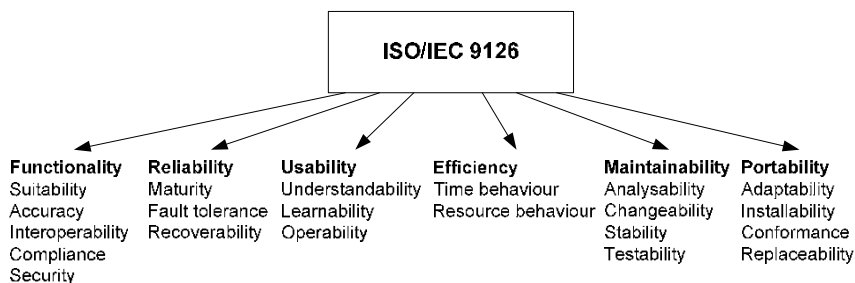 ISO/IEC 9126
Functionality
Suitability
Accuracy
Interoperability
Compliance
Security
Reliability
Maturity
Fault tolerance
Recoverability
Usability
Understandability
Learnability
Operability
Efficiency
Time behaviour
Resource behaviour
Maintainability
Analysability
Changeability
Stability
Testability
Portability
Adaptability
Installability
Conformance
Replaceability